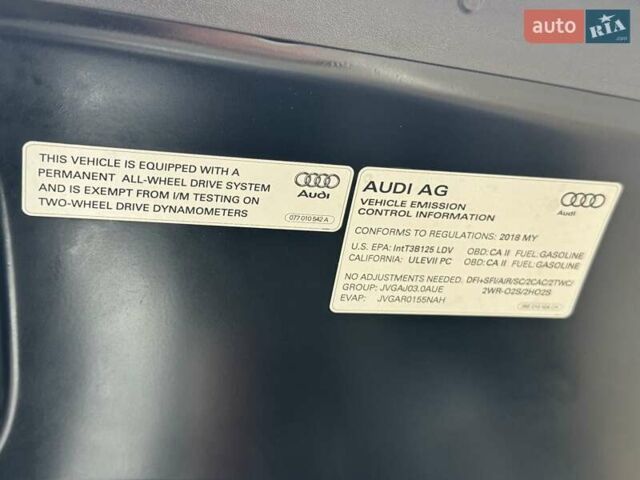 auto RIA
.com
THIS VEHICLE IS EQUIPPED WITH A
PERMANENT ALL-WHEEL DRIVE SYSTEM
AND IS EXEMPT FROM I/M TESTING ON
TWO-WHEEL DRIVE DYNAMOMETERS
Audi
077 010 542 A
AUDI AG
VEHICLE EMISSION
CONTROL INFORMATION
Audi
CONFORMS TO REGULATIONS: 2018 MY
U.S. EPA: IntT3B125 LDV OBD: CA II FUEL: GASOLINE
CALIFORNIA: ULEVII PC OBD: CA II FUEL: GASOLINE
NO ADJUSTMENTS NEEDED: DFI+SFI/AIR/SC/2CAC/2TWC/
2WR-O2S/2HO2S
GROUP: JVGAJ03.0AUE
EVAP: JVGAR0155NAH